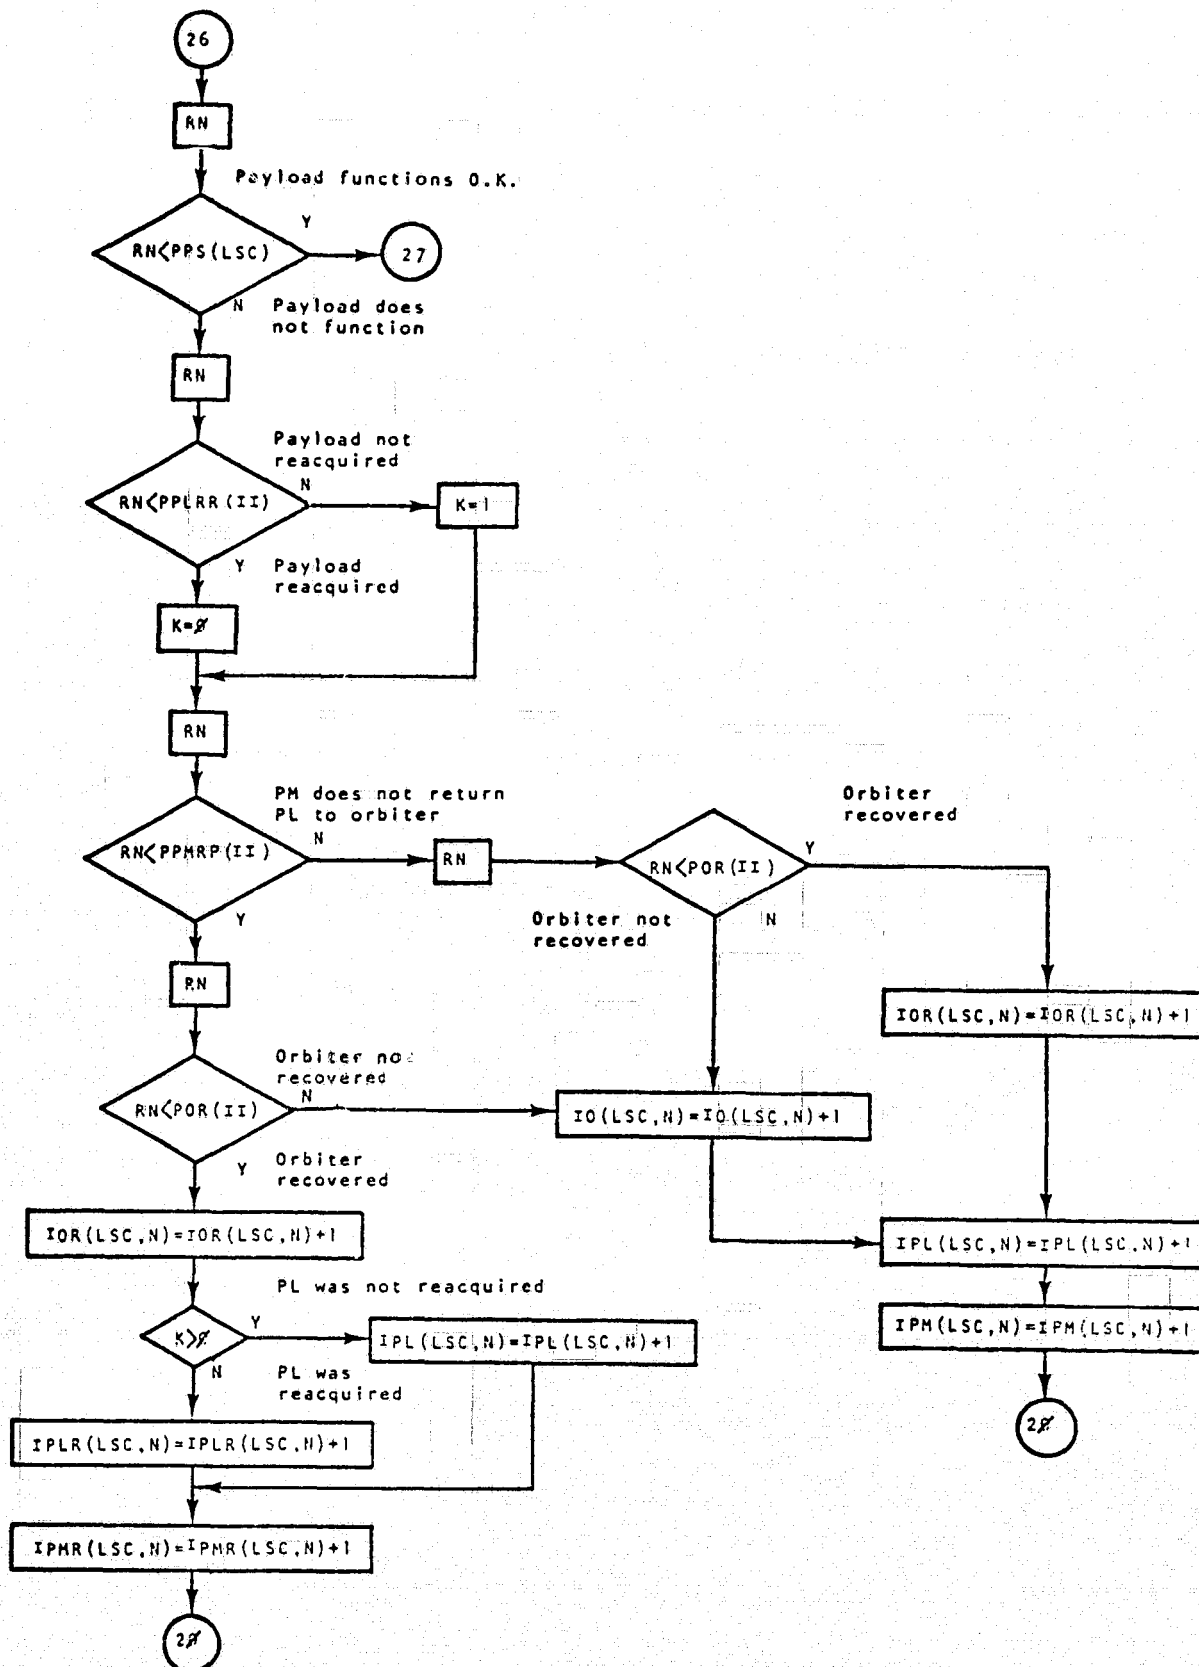 26
RN
Payload functions O.K.
Y
RN<PPS(LSC)
27
N
Payload does
not function
RN
Payload not
reacquired
N
RN<PPLRR(II)
K=1
Y
Payload
reacquired
K=0
RN
PM does not return
PL to orbiter
N
RN<PPMRP(II)
RN
Orbiter
recovered
Y
RN<POR(II)
Y
Orbiter not
recovered
N
RN
IOR(LSC,N)=IOR(LSC,N)+1
Orbiter not
recovered
N
RN<POR(II)
IO(LSC,N)=IO(LSC,N)+1
Y
Orbiter
recovered
IOR(LSC,N)=IOR(LSC,N)+1
IPL(LSC,N)=IPL(LSC,N)+1
PL was not reacquired
Y
K>0
IPL(LSC,N)=IPL(LSC,N)+1
IPM(LSC,N)=IPM(LSC,N)+1
N
PL was
reacquired
IPLR(LSC,N)=IPLR(LSC,N)+1
20
IPMR(LSC,N)=IPMR(LSC,N)+1
20